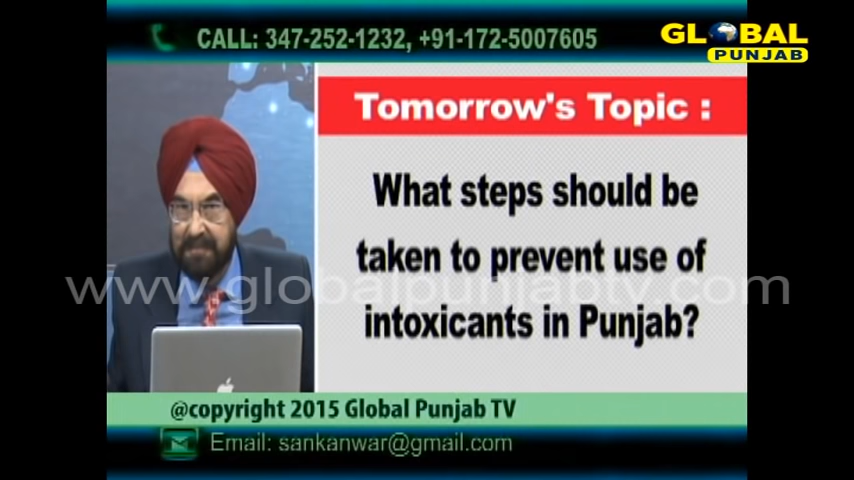 CALL: 347-252-1232, +91-172-5007605
GLOBAL
PUNJAB
Tomorrow's Topic :
What steps should be
taken to prevent use of
intoxicants in Punjab?
www.globalpunjabtv.com
@copyright 2015 Global Punjab TV
Email: sankanwar@gmail.com